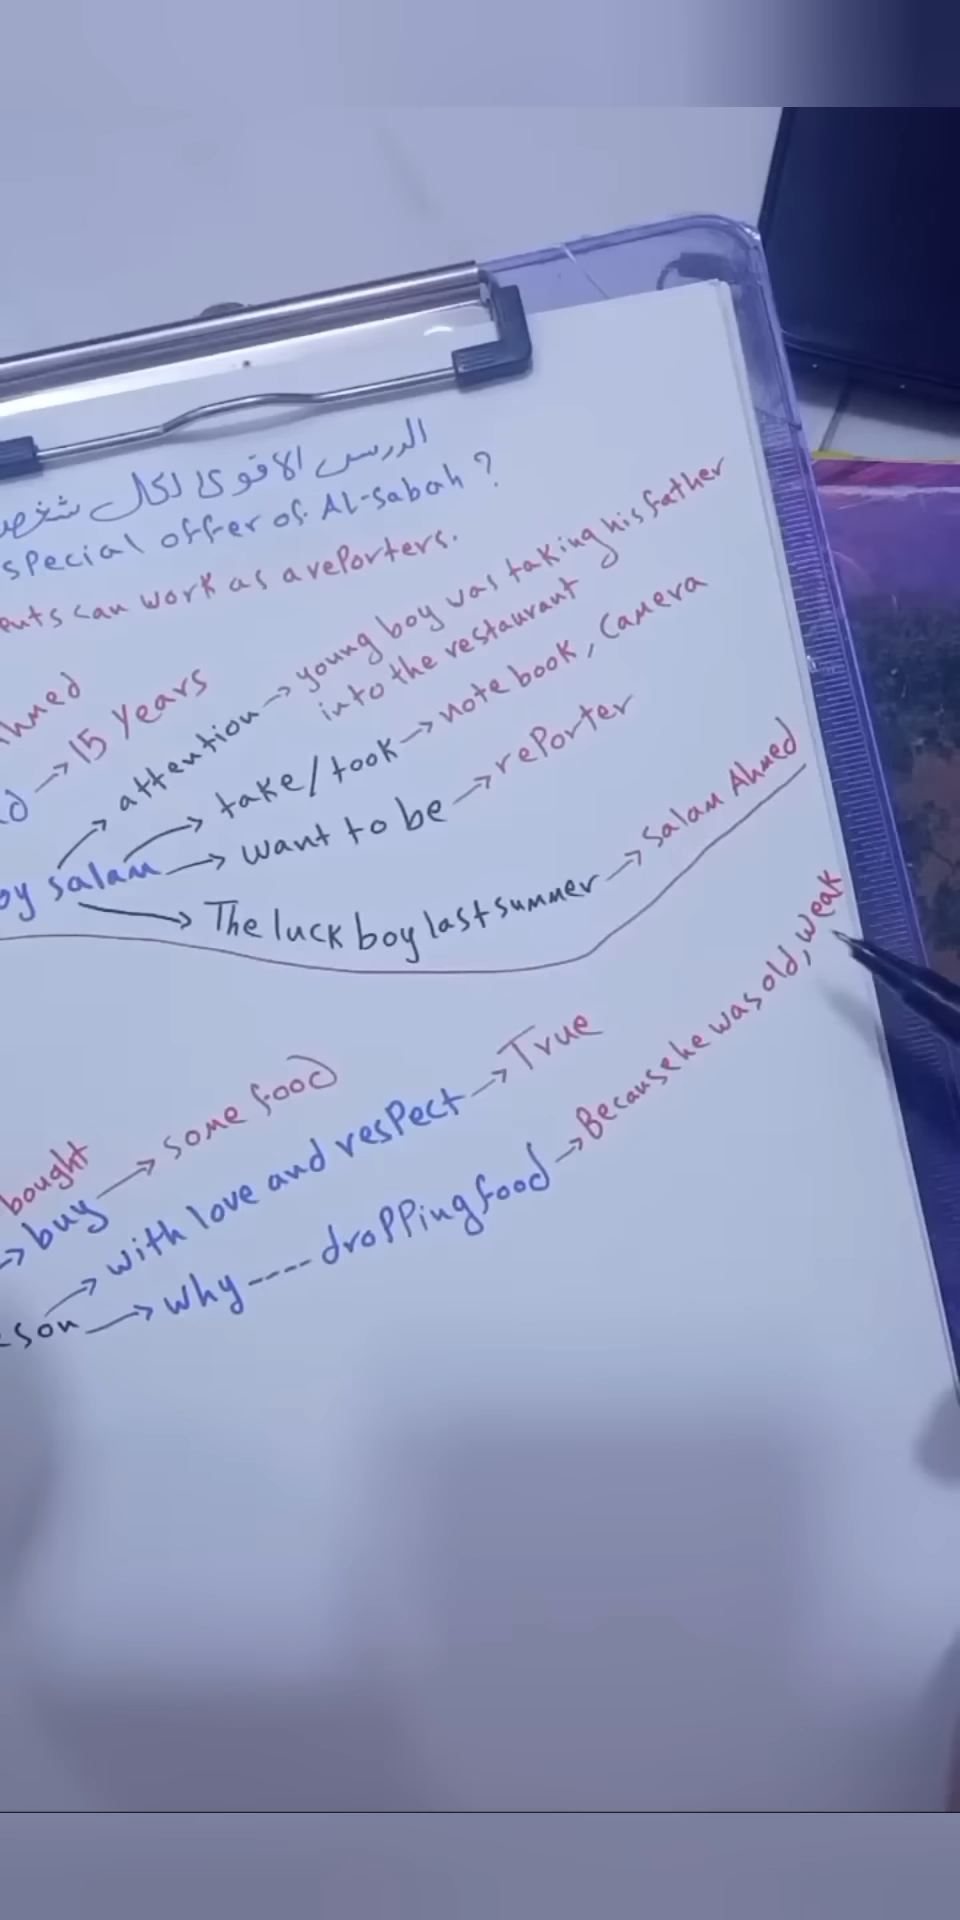 الدرس الاقوى لكل شخص
special offer of AL-sabah ?
can work as a reporters.
Ahmed
→ 15 years
attention → young boy was taking his father
into the restaurant
take / took → note book, camera
salam → want to be → reporter
The luck boy last summer → salam Ahmed
bought
→ buy → some food
→ with love and respect → True
son → why ---- dropping food → Because he was old, weak